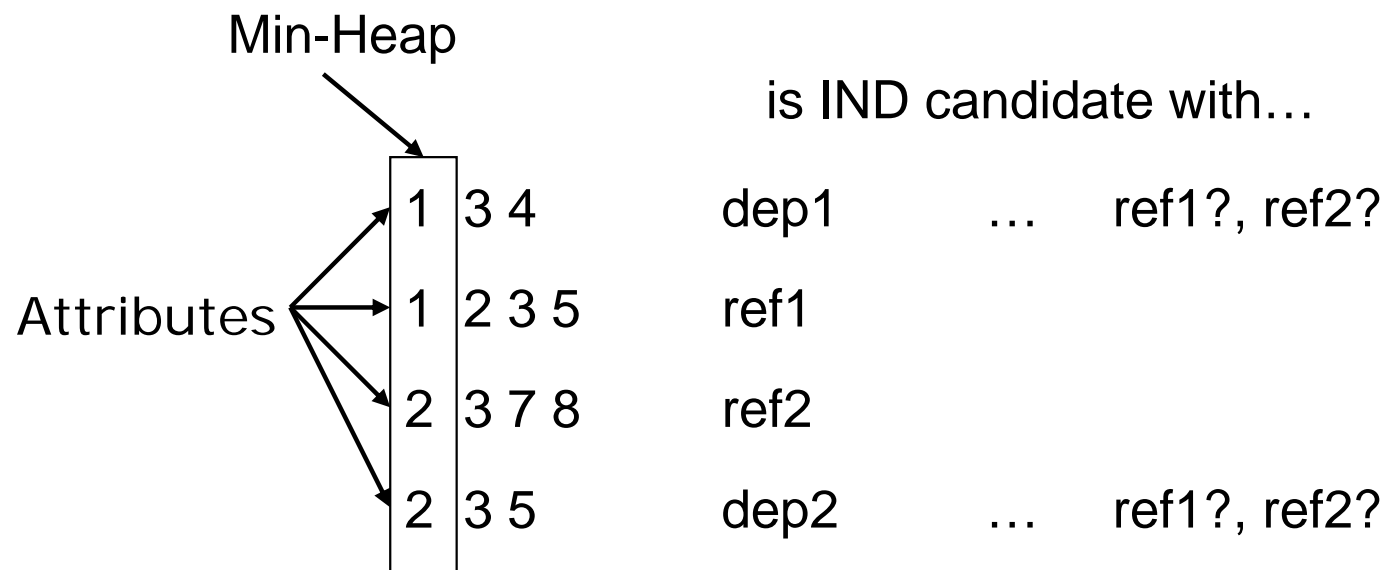 Min-Heap
is IND candidate with…
1 3 4 dep1 … ref1?, ref2?
Attributes 1 2 3 5 ref1
2 3 7 8 ref2
2 3 5 dep2 … ref1?, ref2?